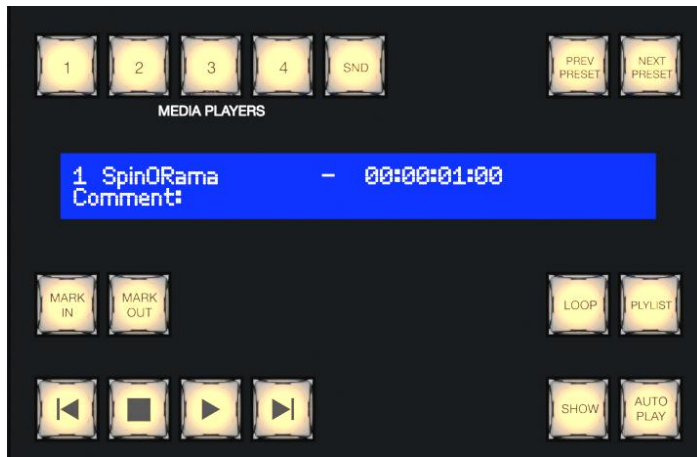 1
2
3
4
SND
PREV
PRESET
NEXT
PRESET
MEDIA PLAYERS
1 SpinORama - 00:00:01:00
Comment:
MARK
IN
MARK
OUT
LOOP
PLYLIST
SHOW
AUTO
PLAY